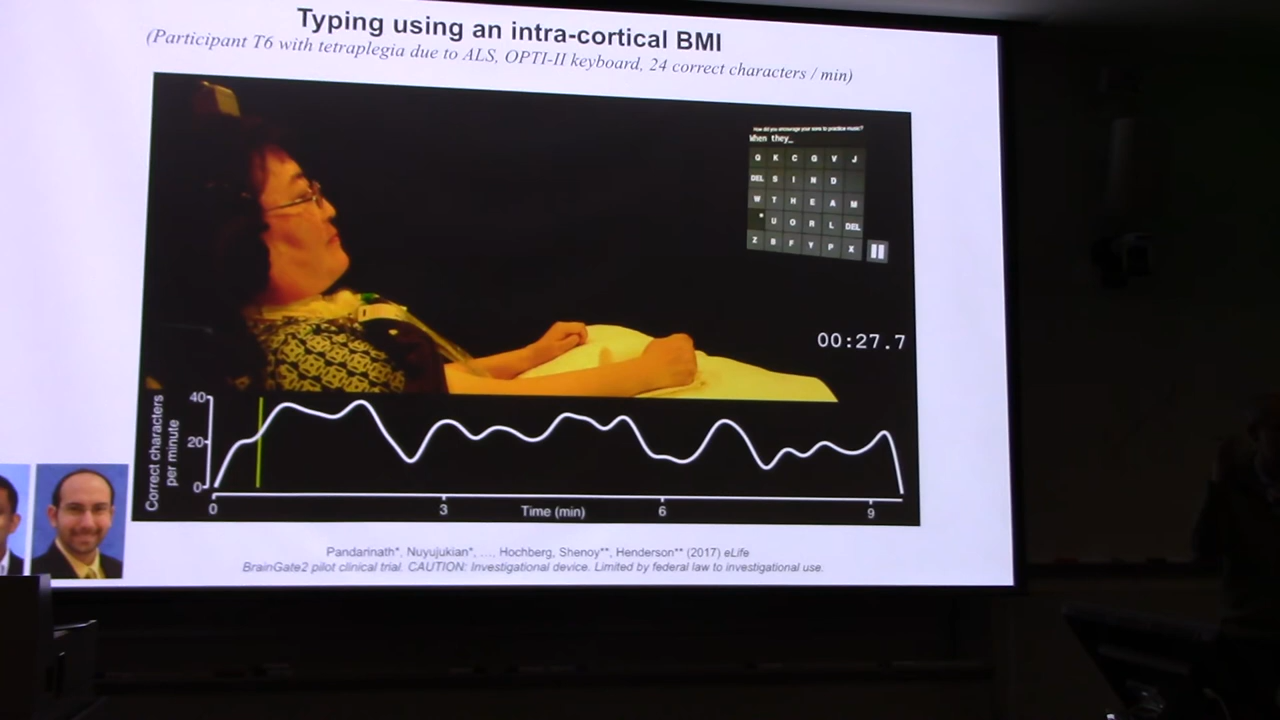 Typing using an intra-cortical BMI
(Participant T6 with tetraplegia due to ALS, OPTI-II keyboard, 24 correct characters / min)
How did you encourage your sons to practice music?
When they_
Q K C G V J
DEL S I N D
W T H E A M
U O R L DEL
Z B F Y P X
00:27.7
Correct characters
per minute
40
20
0
0 3 6 9
Time (min)
Pandarinath*, Nuyujukian*, ..., Hochberg, Shenoy**, Henderson** (2017) eLife
BrainGate2 pilot clinical trial. CAUTION: Investigational device. Limited by federal law to investigational use.